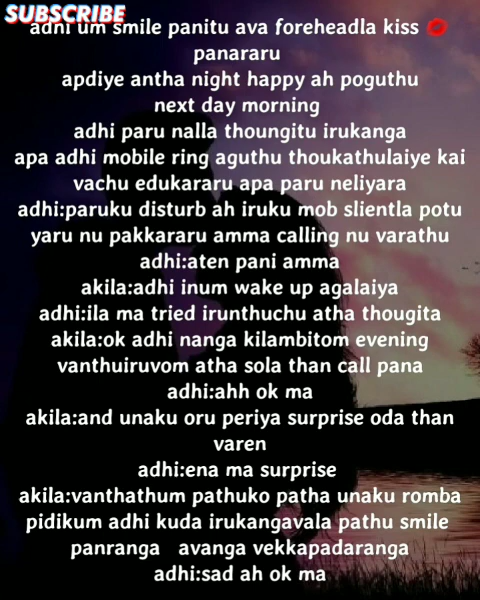 SUBSCRIBE
adhi um smile panitu ava foreheadla kiss 💋
panararu
apdiye antha night happy ah poguthu
next day morning
adhi paru nalla thoungitu irukanga
apa adhi mobile ring aguthu thoukathulaiye kai
vachu edukararu apa paru neliyara
adhi:paruku disturb ah iruku mob slientla potu
yaru nu pakkararu amma calling nu varathu
adhi:aten pani amma
akila:adhi inum wake up agalaiya
adhi:ila ma tried irunthuchu atha thougita
akila:ok adhi nanga kilambitom evening
vanthuiruvom atha sola than call pana
adhi:ahh ok ma
akila:and unaku oru periya surprise oda than
varen
adhi:ena ma surprise
akila:vanthathum pathuko patha unaku romba
pidikum adhi kuda irukangavala pathu smile
panranga avanga vekkapadaranga
adhi:sad ah ok ma